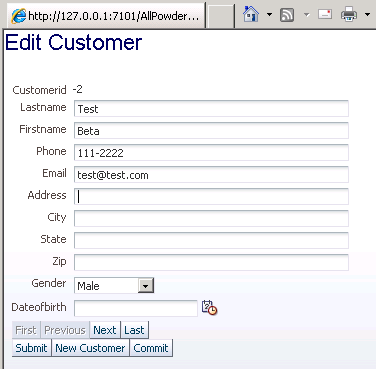 http://127.0.0.1:7101/AllPowder...
Edit Customer
Customerid -2
Lastname Test
Firstname Beta
Phone 111-2222
Email test@test.com
Address
City
State
Zip
Gender Male
Dateofbirth
First Previous Next Last
Submit New Customer Commit